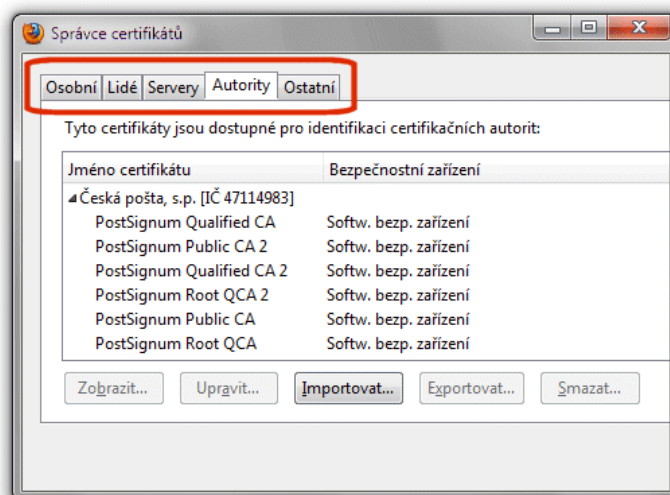 Správce certifikátů
Osobní Lidé Servery Autority Ostatní
Tyto certifikáty jsou dostupné pro identifikaci certifikačních autorit:
Jméno certifikátu Bezpečnostní zařízení
Česká pošta, s.p. [IČ 47114983]
PostSignum Qualified CA Softw. bezp. zařízení
PostSignum Public CA 2 Softw. bezp. zařízení
PostSignum Qualified CA 2 Softw. bezp. zařízení
PostSignum Root QCA 2 Softw. bezp. zařízení
PostSignum Public CA Softw. bezp. zařízení
PostSignum Root QCA Softw. bezp. zařízení
Zobrazit... Upravit... Importovat... Exportovat... Smazat...